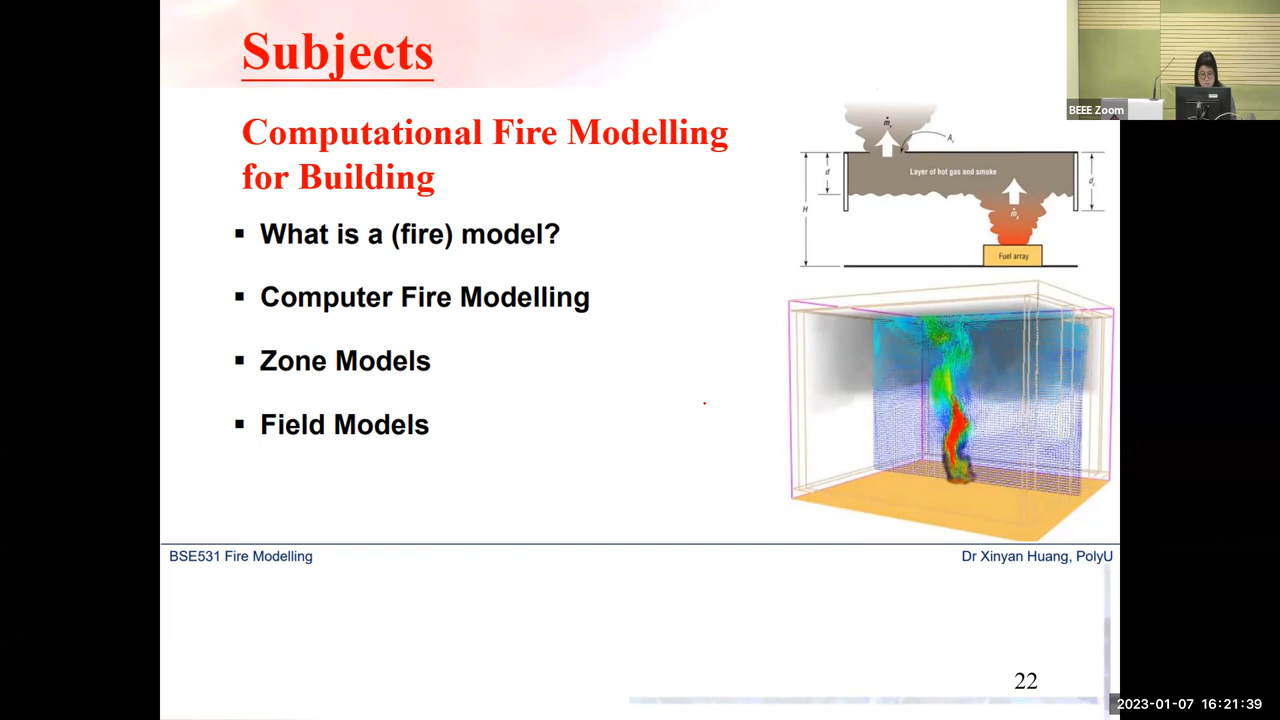 Subjects
Computational Fire Modelling
for Building
▪ What is a (fire) model?
▪ Computer Fire Modelling
▪ Zone Models
▪ Field Models
ṁ
A
d
Layer of hot gas and smoke
d
H
ṁ
Fuel array
BSE531 Fire Modelling
Dr Xinyan Huang, PolyU
22
BEEE Zoom
2023-01-07 16:21:39